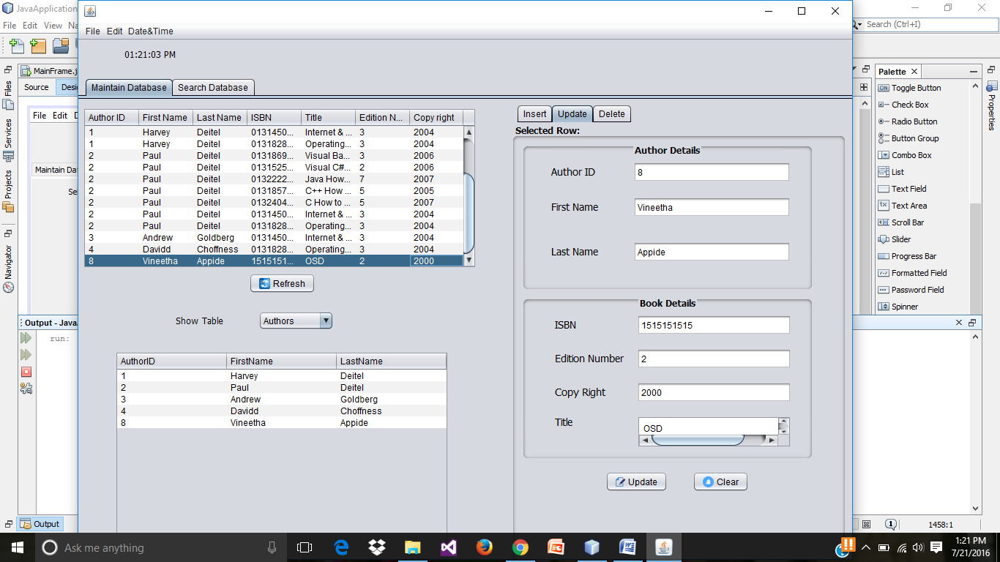 JavaApplication
File Edit View Na
Search (Ctrl+I)
File Edit Date&Time
01:21:03 PM
MainFrame.j
Source Desi
File Edit D
Maintain Dat
Se
Files
Services
Projects
Navigator
Maintain Database Search Database
Author ID First Name Last Name ISBN Title Edition N... Copy right
1 Harvey Deitel 0131450... Internet & ... 3 2004
1 Harvey Deitel 0131828... Operating... 3 2004
2 Paul Deitel 0131869... Visual Ba... 3 2006
2 Paul Deitel 0131525... Visual C#... 2 2006
2 Paul Deitel 0132222... Java How... 7 2007
2 Paul Deitel 0131857... C++ How ... 5 2005
2 Paul Deitel 0132404... C How to ... 5 2007
2 Paul Deitel 0131450... Internet & ... 3 2004
2 Paul Deitel 0131828... Operating... 3 2004
3 Andrew Goldberg 0131450... Internet & ... 3 2004
4 Davidd Choffness 0131828... Operating... 3 2004
8 Vineetha Appide 1515151... OSD 2 2000
Refresh
Show Table Authors
AuthorID FirstName LastName
1 Harvey Deitel
2 Paul Deitel
3 Andrew Goldberg
4 Davidd Choffness
8 Vineetha Appide
Insert Update Delete
Selected Row:
Author Details
Author ID 8
First Name Vineetha
Last Name Appide
Book Details
ISBN 1515151515
Edition Number 2
Copy Right 2000
Title OSD
Update Clear
Palette
Toggle Button
Check Box
Radio Button
Button Group
Combo Box
List
Text Field
Text Area
Scroll Bar
Slider
Progress Bar
Formatted Field
Password Field
Spinner
Properties
Output - Java
run:
Output
1
1458:1
Ask me anything
1:21 PM
7/21/2016